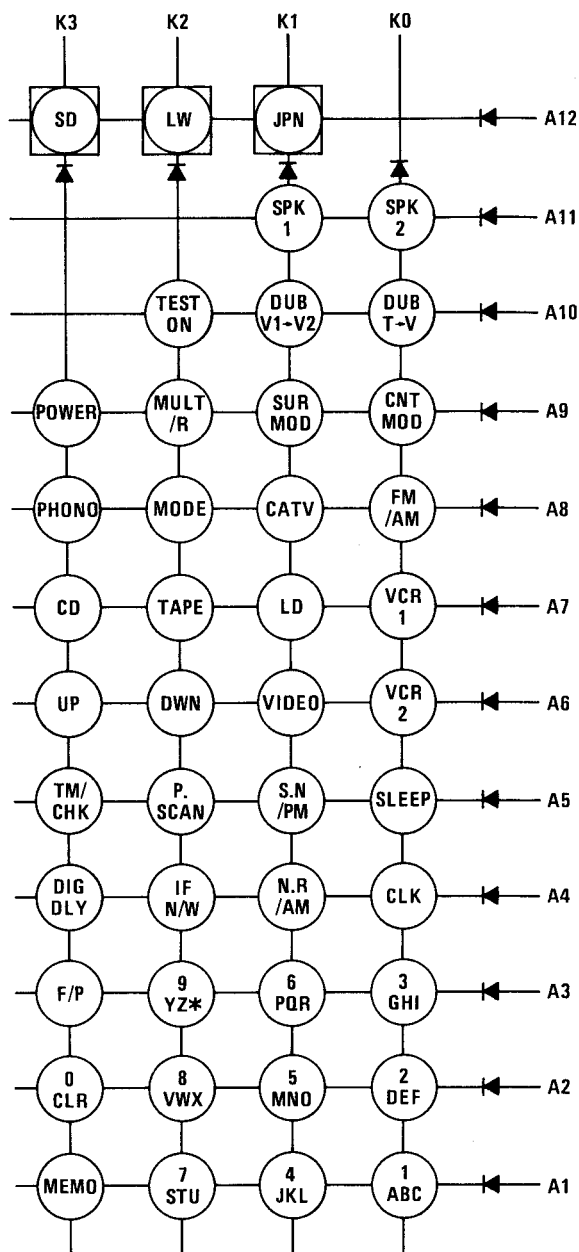 K3 K2 K1 K0
SD LW JPN A12
SPK 1 SPK 2 A11
TEST ON DUB V1→V2 DUB T→V A10
POWER MULT /R SUR MOD CNT MOD A9
PHONO MODE CATV FM /AM A8
CD TAPE LD VCR 1 A7
UP DWN VIDEO VCR 2 A6
TM/ CHK P. SCAN S.N /PM SLEEP A5
DIG DLY IF N/W N.R /AM CLK A4
F/P 9 YZ* 6 PQR 3 GHI A3
0 CLR 8 VWX 5 MNO 2 DEF A2
MEMO 7 STU 4 JKL 1 ABC A1